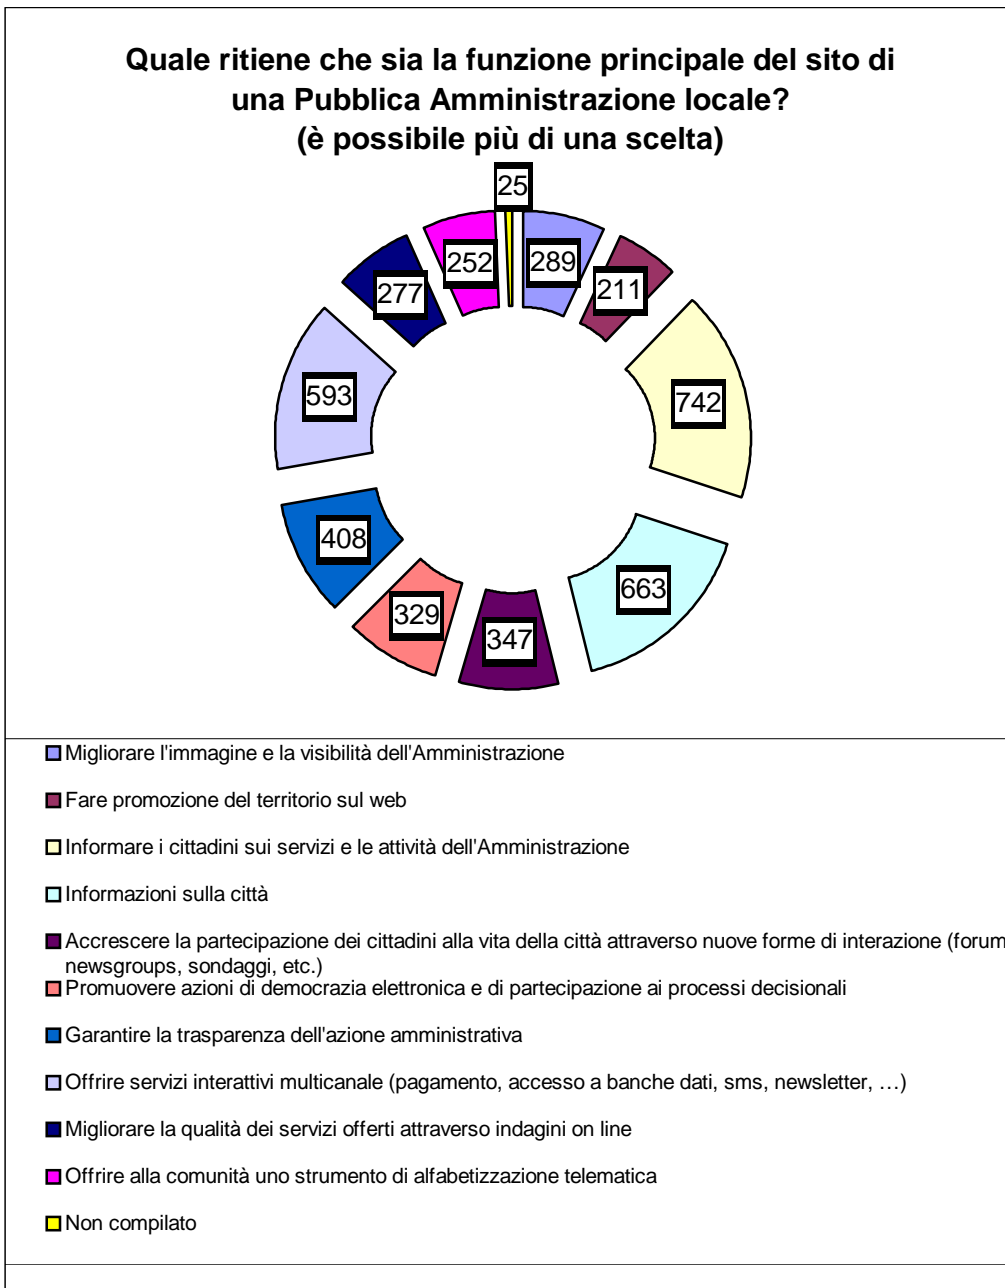 Quale ritiene che sia la funzione principale del sito di
una Pubblica Amministrazione locale?
(è possibile più di una scelta)
25
252
289
277
211
593
742
408
663
329
347
Migliorare l'immagine e la visibilità dell'Amministrazione
Fare promozione del territorio sul web
Informare i cittadini sui servizi e le attività dell'Amministrazione
Informazioni sulla città
Accrescere la partecipazione dei cittadini alla vita della città attraverso nuove forme di interazione (forum
newsgroups, sondaggi, etc.)
Promuovere azioni di democrazia elettronica e di partecipazione ai processi decisionali
Garantire la trasparenza dell'azione amministrativa
Offrire servizi interattivi multicanale (pagamento, accesso a banche dati, sms, newsletter, …)
Migliorare la qualità dei servizi offerti attraverso indagini on line
Offrire alla comunità uno strumento di alfabetizzazione telematica
Non compilato